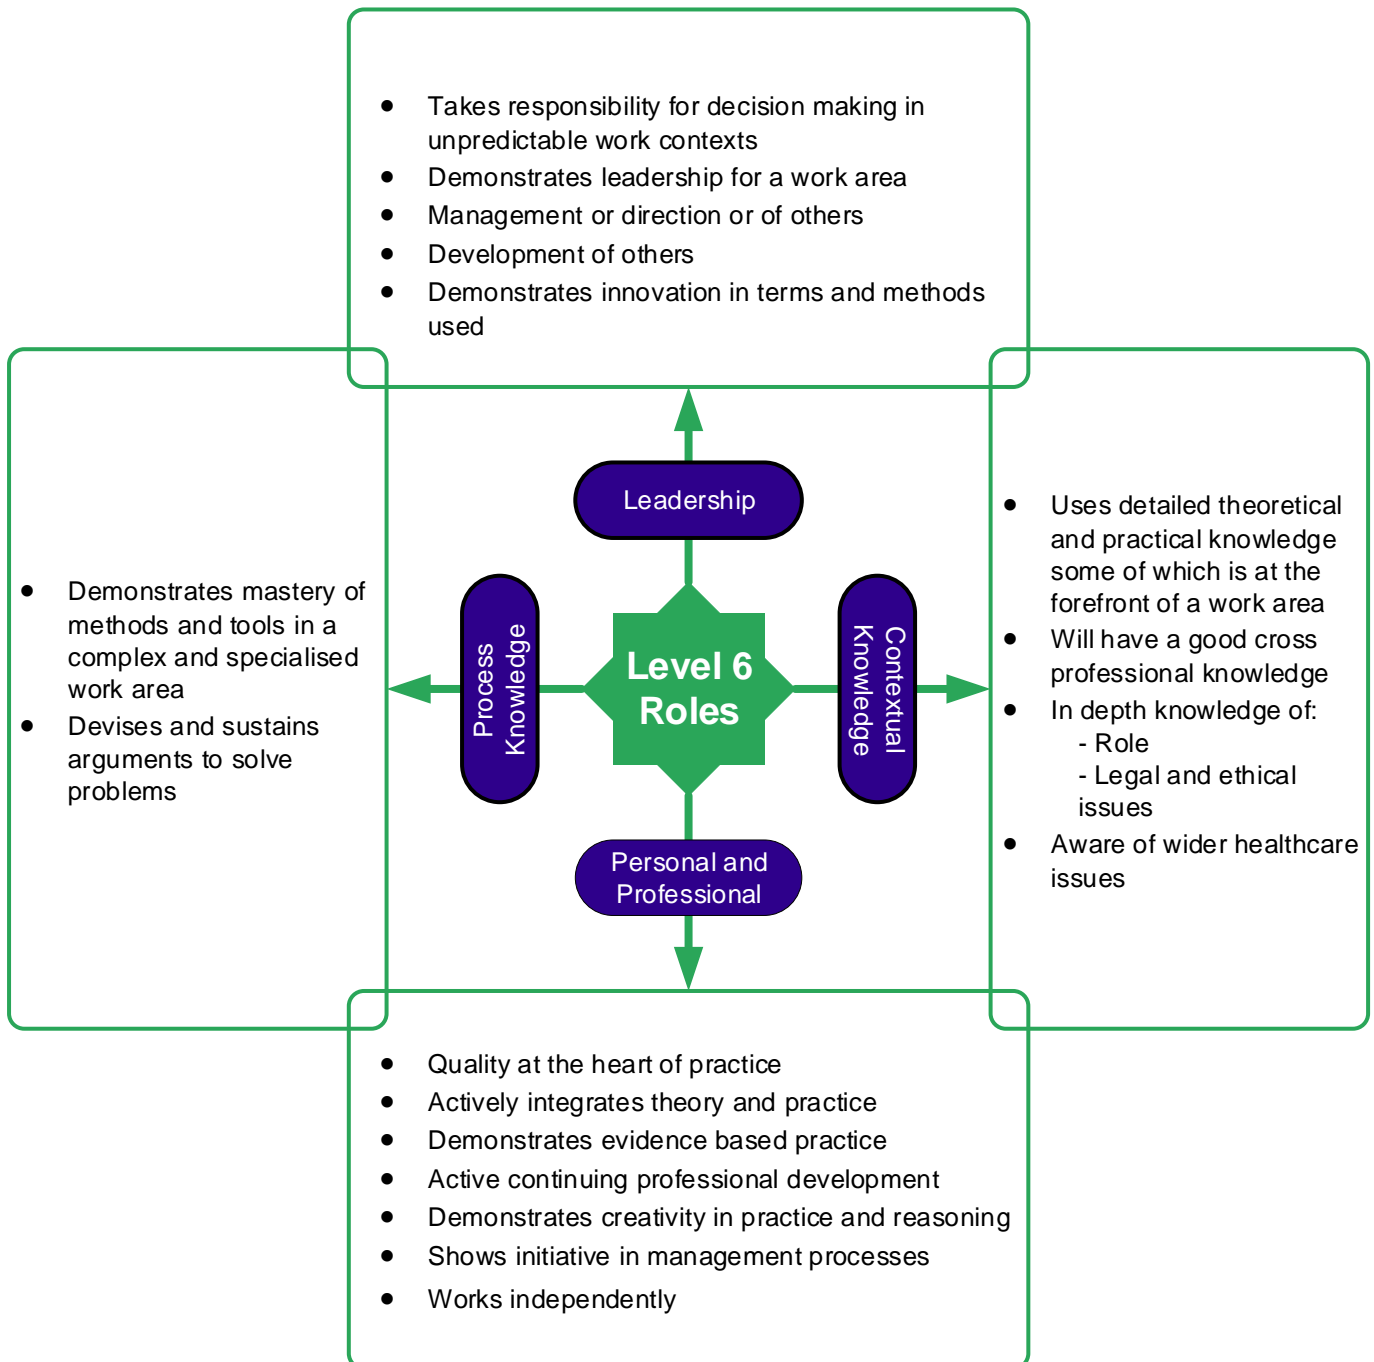 • Takes responsibility for decision making in
unpredictable work contexts
• Demonstrates leadership for a work area
• Management or direction or of others
• Development of others
• Demonstrates innovation in terms and methods
used
Leadership
• Demonstrates mastery of
methods and tools in a
complex and specialised
work area
• Devises and sustains
arguments to solve
problems
Process
Knowledge
Level 6
Roles
Contextual
Knowledge
• Uses detailed theoretical
and practical knowledge
some of which is at the
forefront of a work area
• Will have a good cross
professional knowledge
• In depth knowledge of:
- Role
- Legal and ethical
issues
• Aware of wider healthcare
issues
Personal and
Professional
• Quality at the heart of practice
• Actively integrates theory and practice
• Demonstrates evidence based practice
• Active continuing professional development
• Demonstrates creativity in practice and reasoning
• Shows initiative in management processes
• Works independently